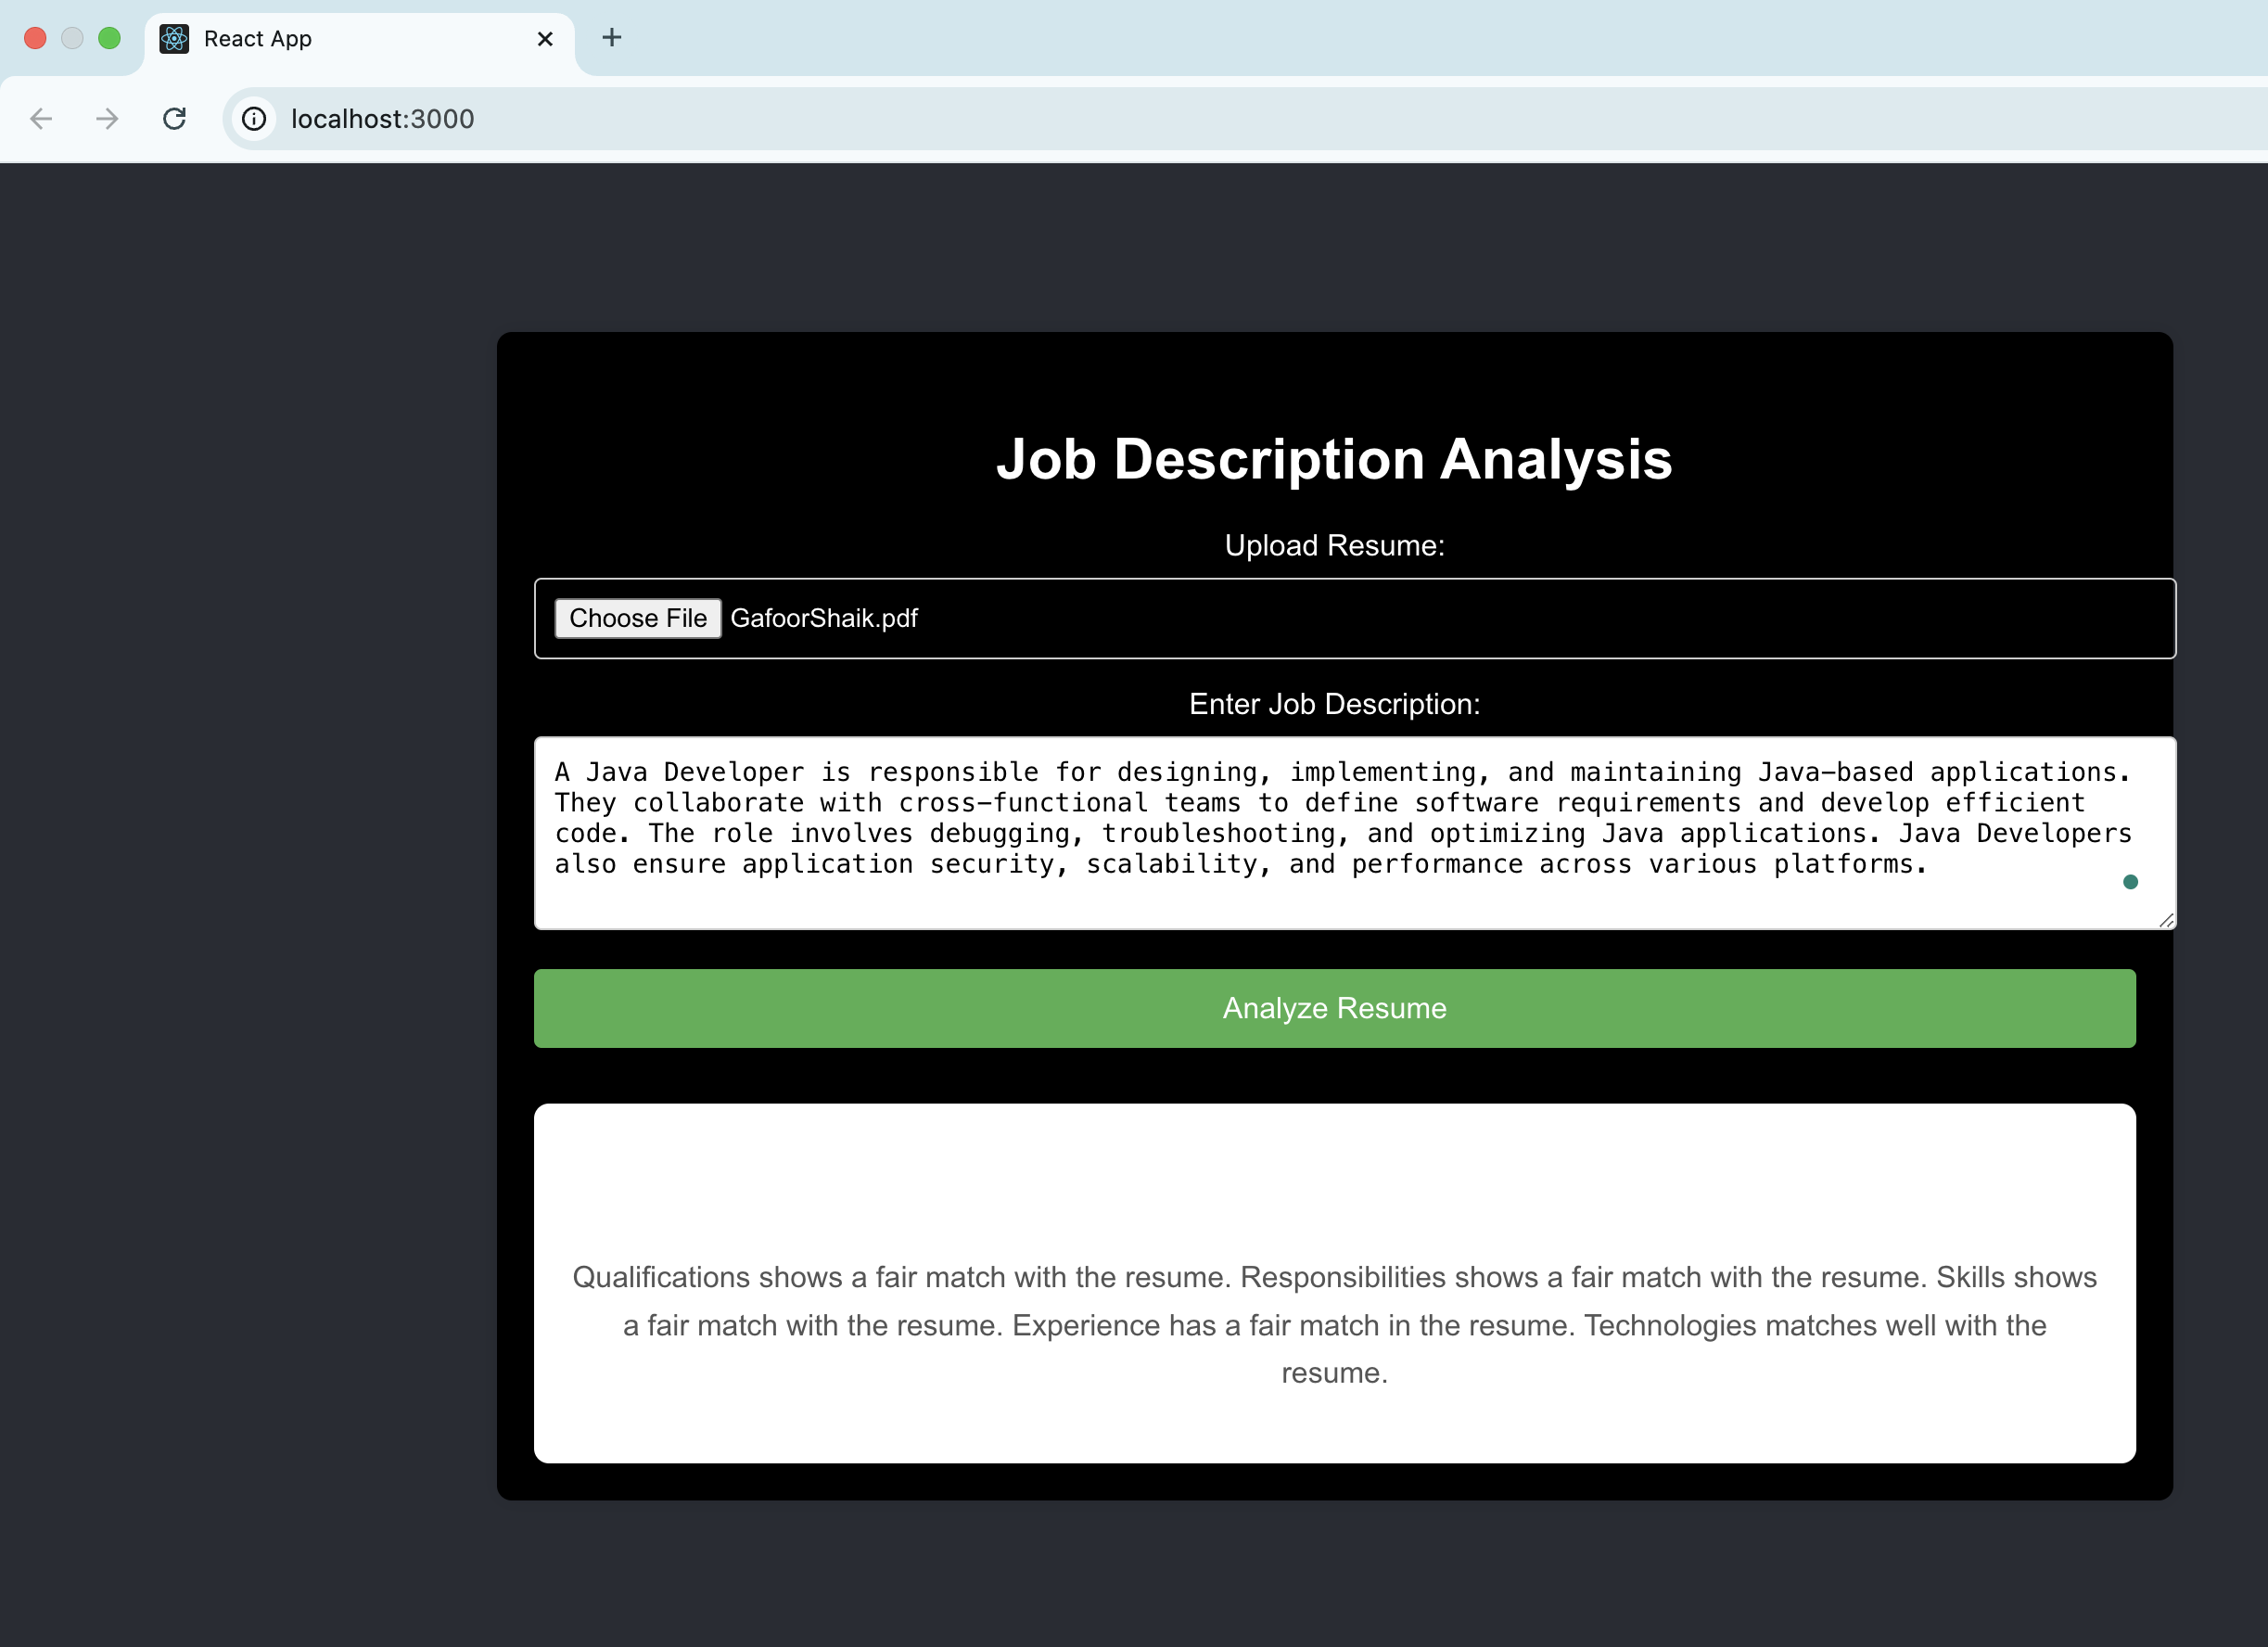 React App
localhost:3000
Job Description Analysis
Upload Resume:
Choose File GafoorShaik.pdf
Enter Job Description:
A Java Developer is responsible for designing, implementing, and maintaining Java-based applications.
They collaborate with cross-functional teams to define software requirements and develop efficient
code. The role involves debugging, troubleshooting, and optimizing Java applications. Java Developers
also ensure application security, scalability, and performance across various platforms.
Analyze Resume
Qualifications shows a fair match with the resume. Responsibilities shows a fair match with the resume. Skills shows
a fair match with the resume. Experience has a fair match in the resume. Technologies matches well with the
resume.